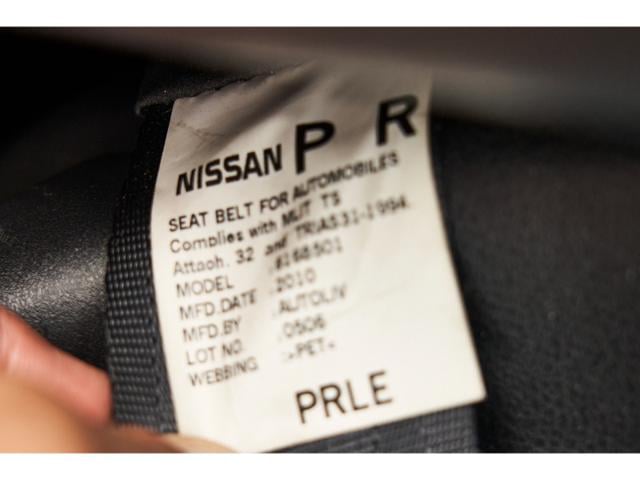 NISSAN P R
SEAT BELT FOR AUTOMOBILES
Complies with MLIT TS
Attach. 32 and TRIAS31-1994.
MODEL
MFD.DATE :2010
MFD.BY :AUTOLIV
LOT NO. :0506
WEBBING :>PET<
PRLE